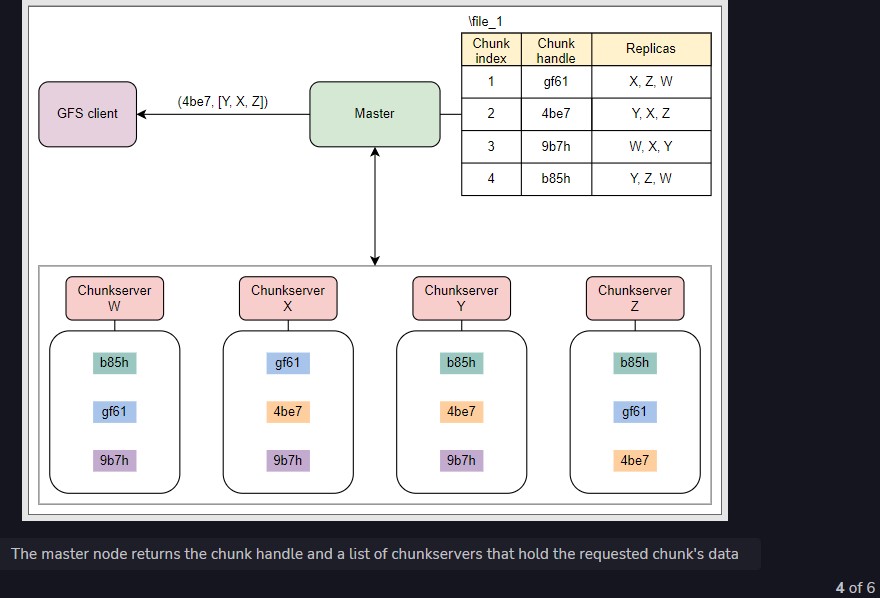 \file_1
Chunk index
Chunk handle
Replicas
1
gf61
X, Z, W
2
4be7
Y, X, Z
3
9b7h
W, X, Y
4
b85h
Y, Z, W
GFS client
(4be7, [Y, X, Z])
Master
Chunkserver
W
b85h
gf61
9b7h
Chunkserver
X
gf61
4be7
9b7h
Chunkserver
Y
b85h
4be7
9b7h
Chunkserver
Z
b85h
gf61
4be7
The master node returns the chunk handle and a list of chunkservers that hold the requested chunk's data
4 of 6